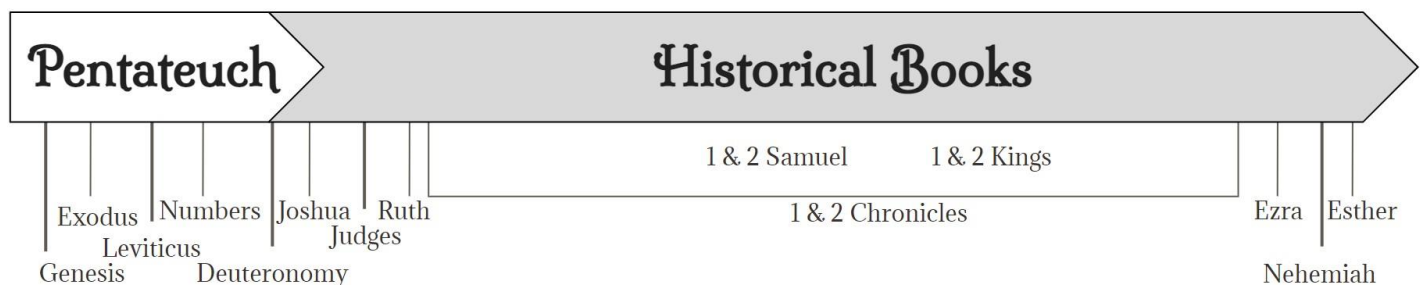 Pentateuch Historical Books
1 & 2 Samuel 1 & 2 Kings
Exodus Numbers Joshua Ruth 1 & 2 Chronicles Ezra Esther
Leviticus Judges
Genesis Deuteronomy Nehemiah